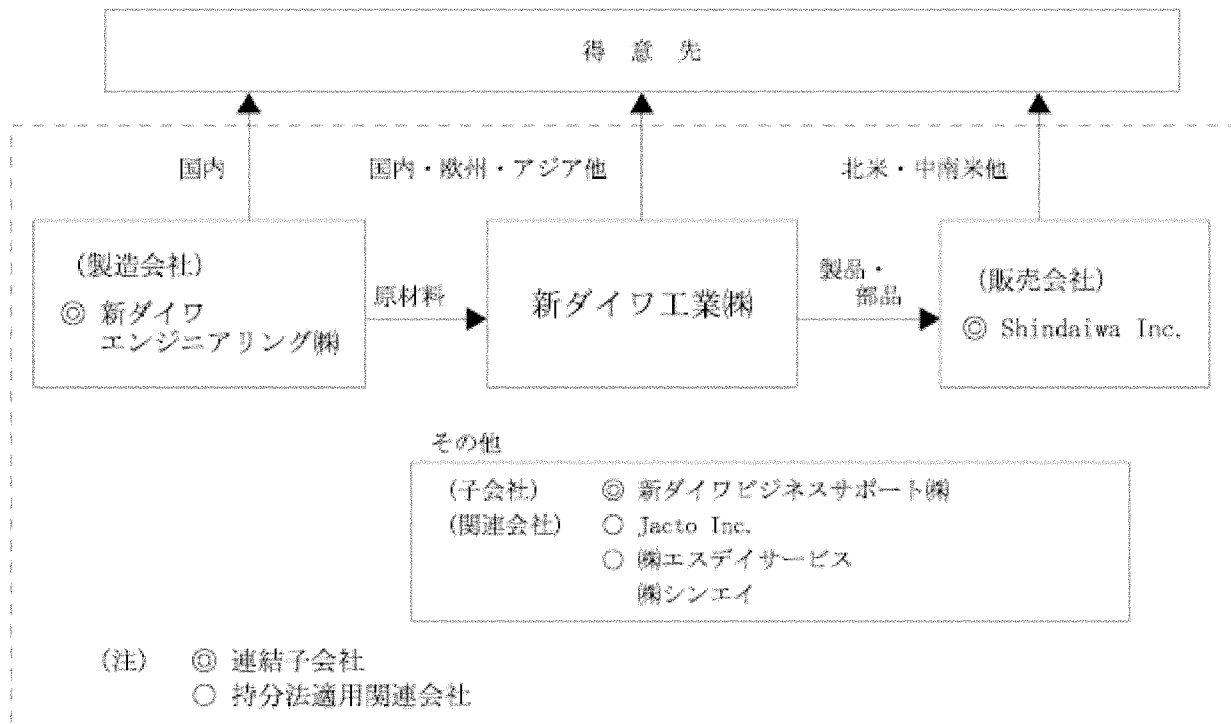 得 意 先
国内
国内・欧州・アジア他
北米・中南米他
(製造会社)
◎ 新ダイワ
エンジニアリング㈱
原材料
新ダイワ工業㈱
製品・
部品
(販売会社)
◎ Shindaiwa Inc.
その他
(子会社) ◎ 新ダイワビジネスサポート㈱
(関連会社) ○ Jacto Inc.
○ ㈱エスデイサービス
㈱シンエイ
(注) ◎ 連結子会社
○ 持分法適用関連会社